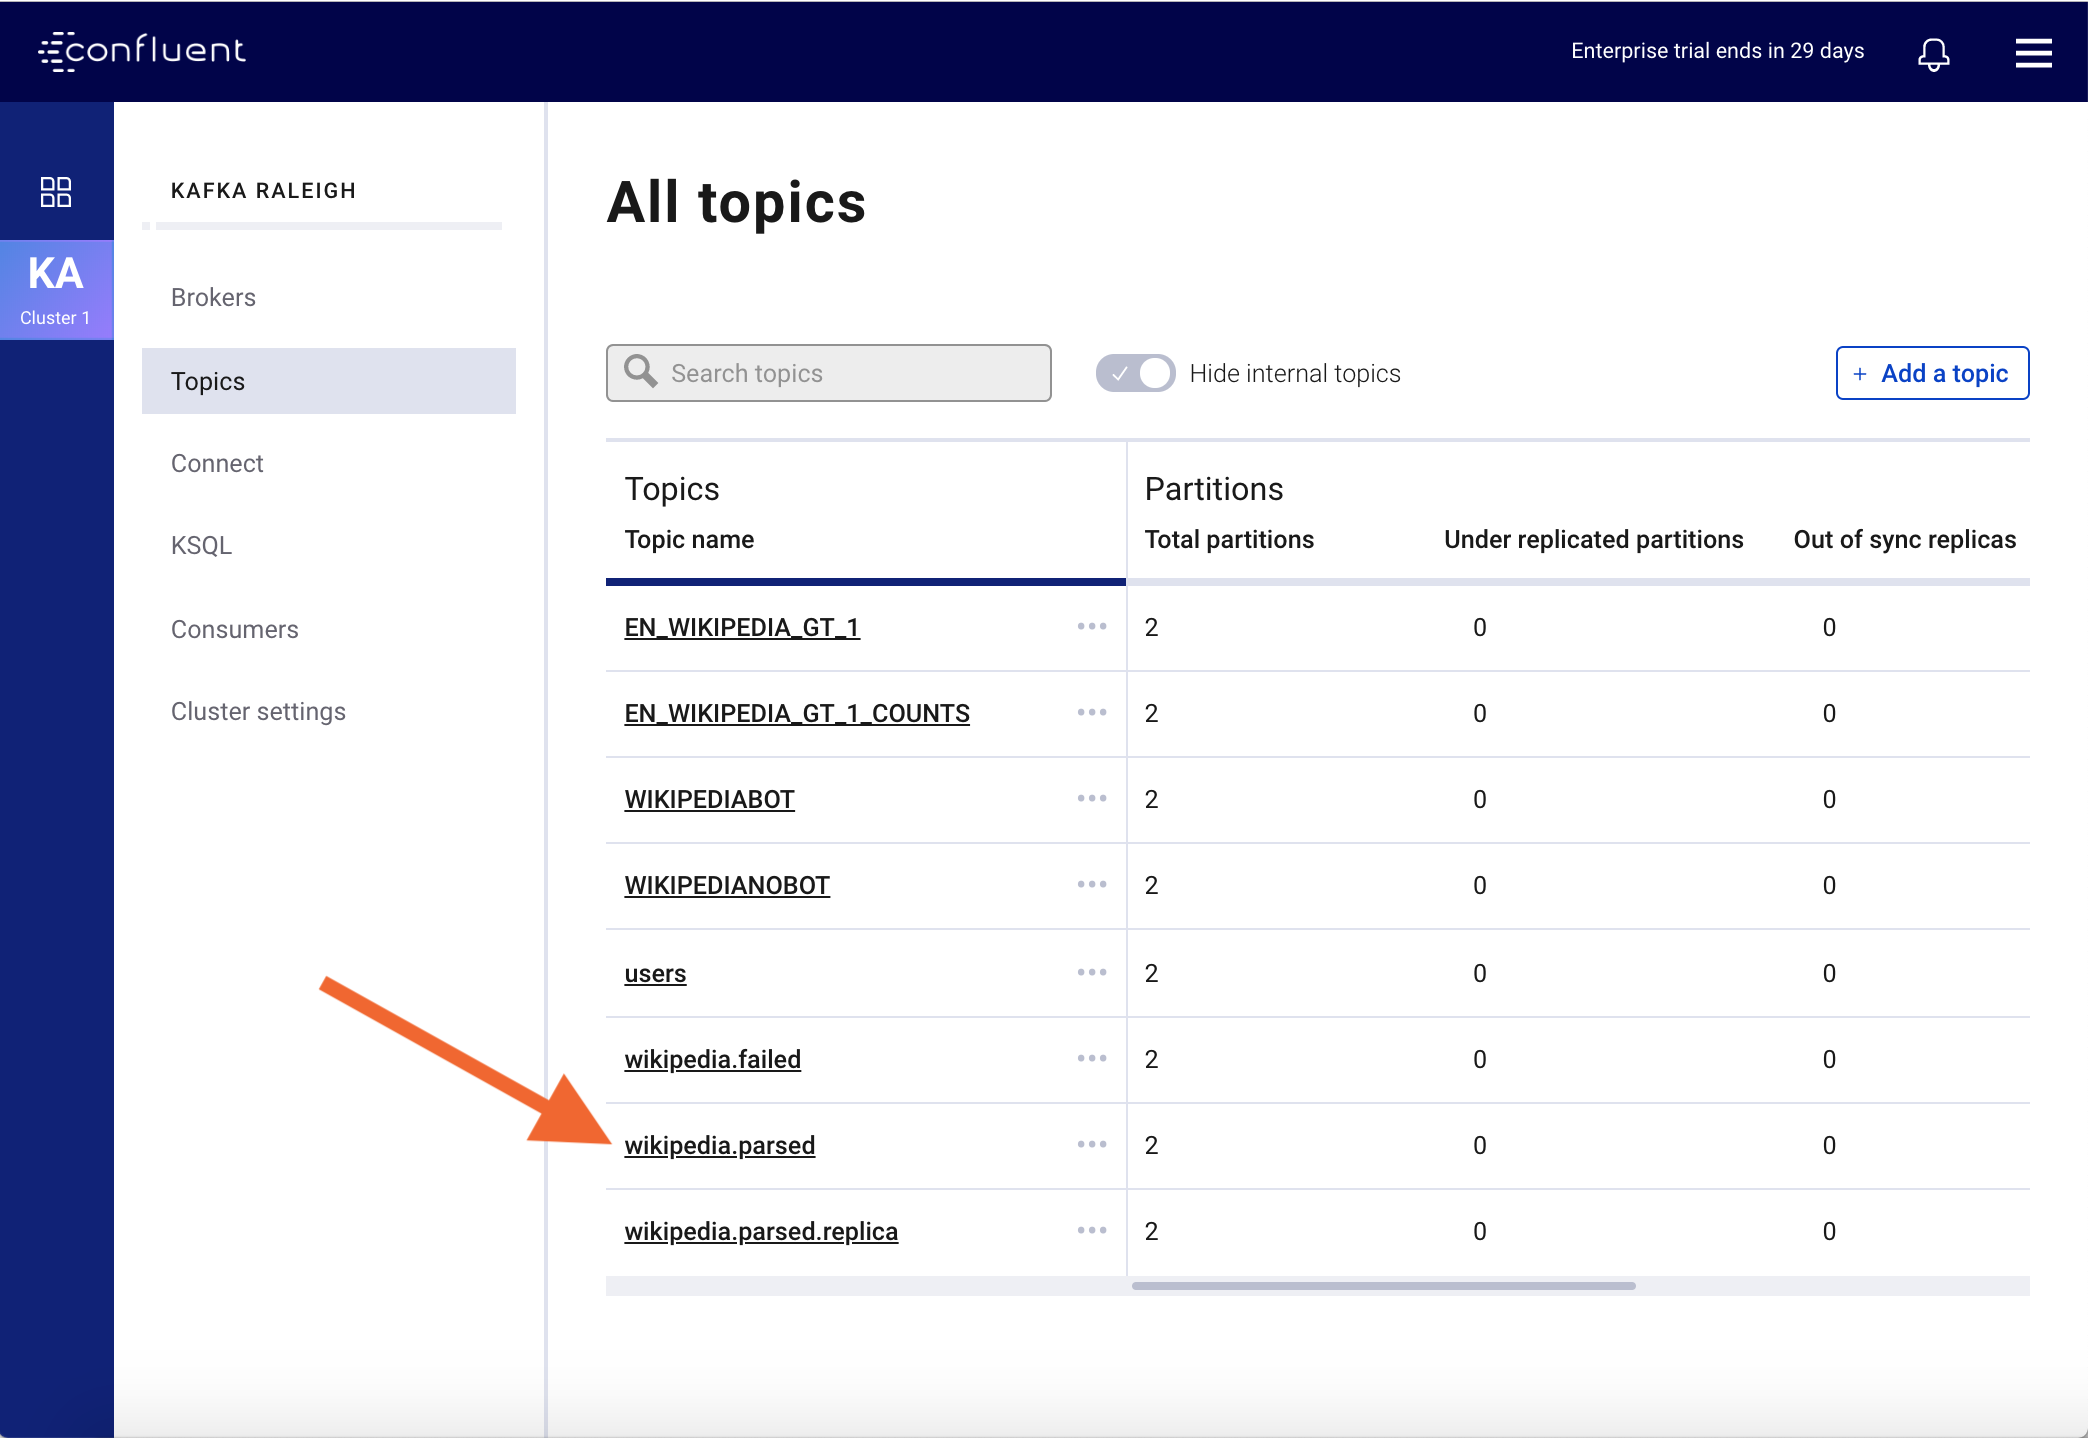 confluent
Enterprise trial ends in 29 days
KA
Cluster 1
KAFKA RALEIGH
Brokers
Topics
Connect
KSQL
Consumers
Cluster settings
All topics
Search topics
Hide internal topics
+ Add a topic
Topics Partitions
Topic name Total partitions Under replicated partitions Out of sync replicas
EN_WIKIPEDIA_GT_1 ••• 2 0 0
EN_WIKIPEDIA_GT_1_COUNTS ••• 2 0 0
WIKIPEDIABOT ••• 2 0 0
WIKIPEDIANOBOT ••• 2 0 0
users ••• 2 0 0
wikipedia.failed ••• 2 0 0
wikipedia.parsed ••• 2 0 0
wikipedia.parsed.replica ••• 2 0 0